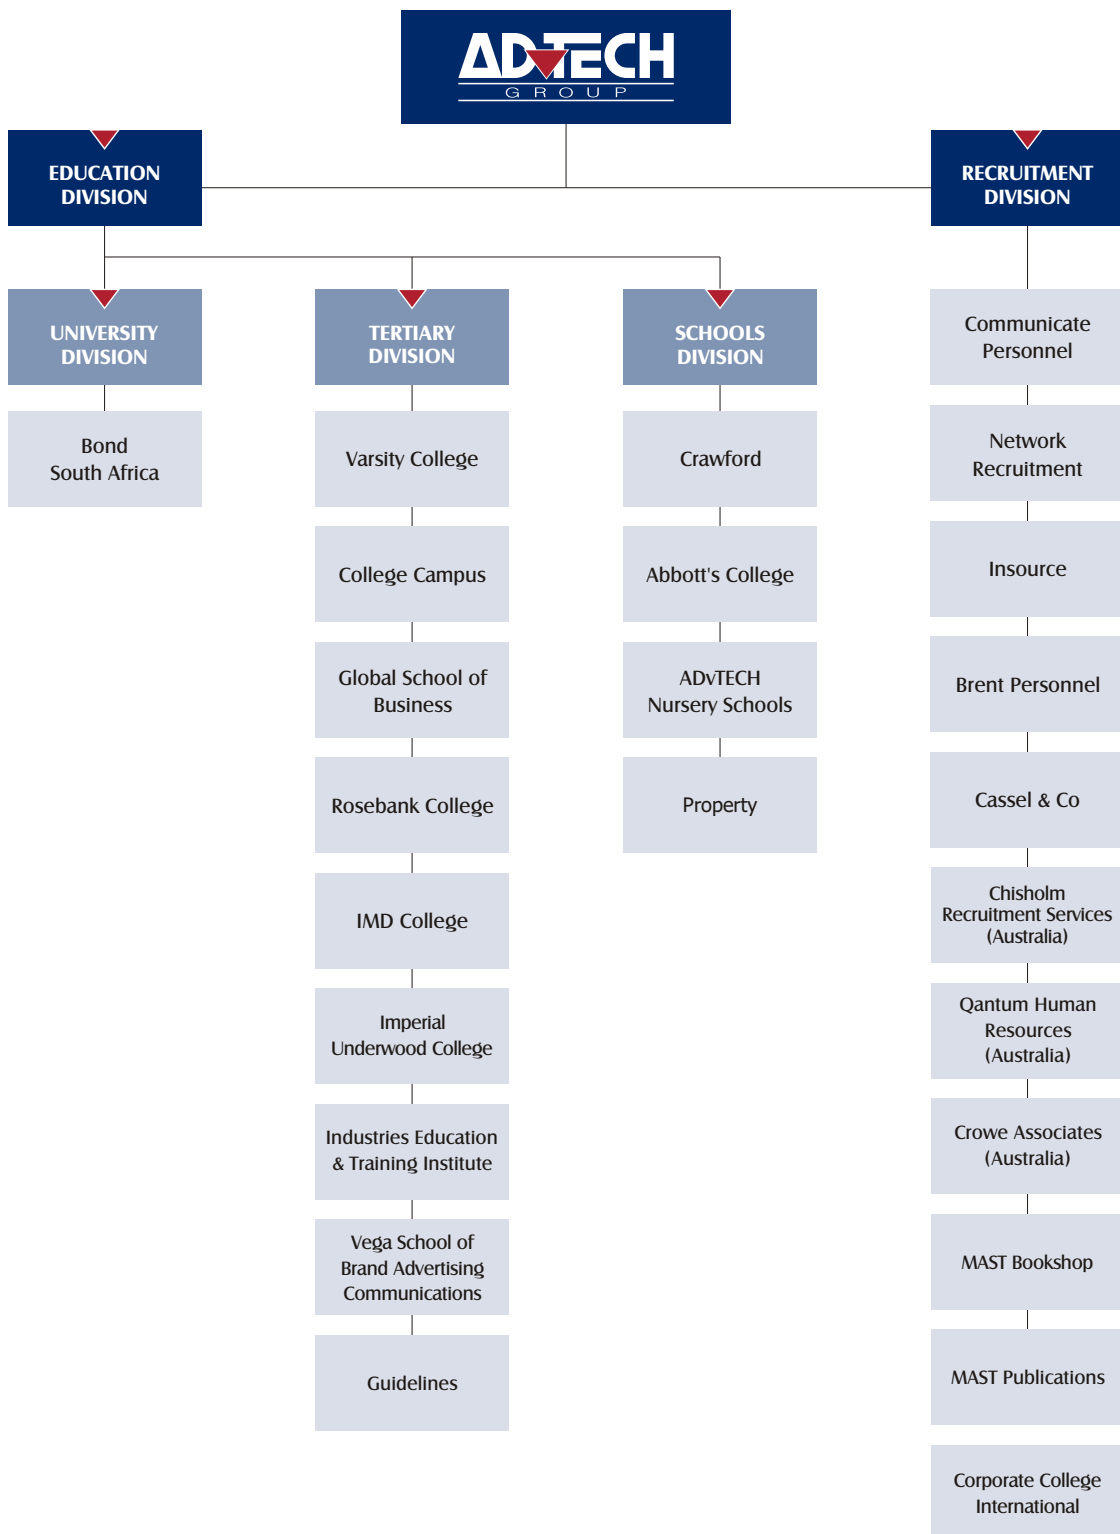 ADvTECH
GROUP
EDUCATION
DIVISION
RECRUITMENT
DIVISION
UNIVERSITY
DIVISION
Bond
South Africa
TERTIARY
DIVISION
Varsity College
College Campus
Global School of
Business
Rosebank College
IMD College
Imperial
Underwood College
Industries Education
& Training Institute
Vega School of
Brand Advertising
Communications
Guidelines
SCHOOLS
DIVISION
Crawford
Abbott's College
ADvTECH
Nursery Schools
Property
Communicate
Personnel
Network
Recruitment
Insource
Brent Personnel
Cassel & Co
Chisholm
Recruitment Services
(Australia)
Qantum Human
Resources
(Australia)
Crowe Associates
(Australia)
MAST Bookshop
MAST Publications
Corporate College
International